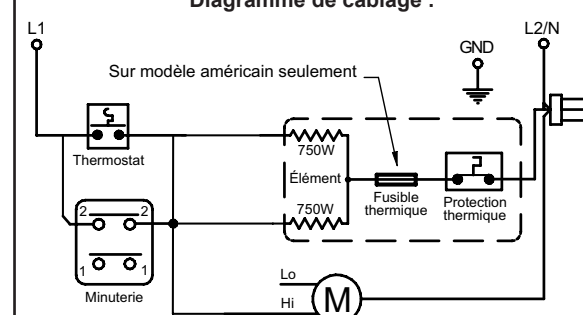 Diagramme de câblage :
L1
L2/N
GND
Sur modèle américain seulement
Thermostat
750W
Élément
750W
Fusible
thermique
Protection
thermique
2 2
1 1
Minuterie
Lo
Hi
M